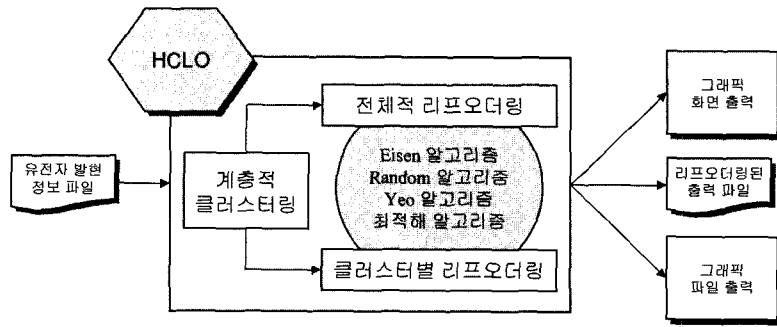 HCLO
유전자 발현
정보 파일
계층적
클러스터링
전체적 리프오더링
Eisen 알고리즘
Random 알고리즘
Yeo 알고리즘
최적해 알고리즘
클러스터별 리프오더링
그래픽
화면 출력
리프오더링된
출력 파일
그래픽
파일 출력